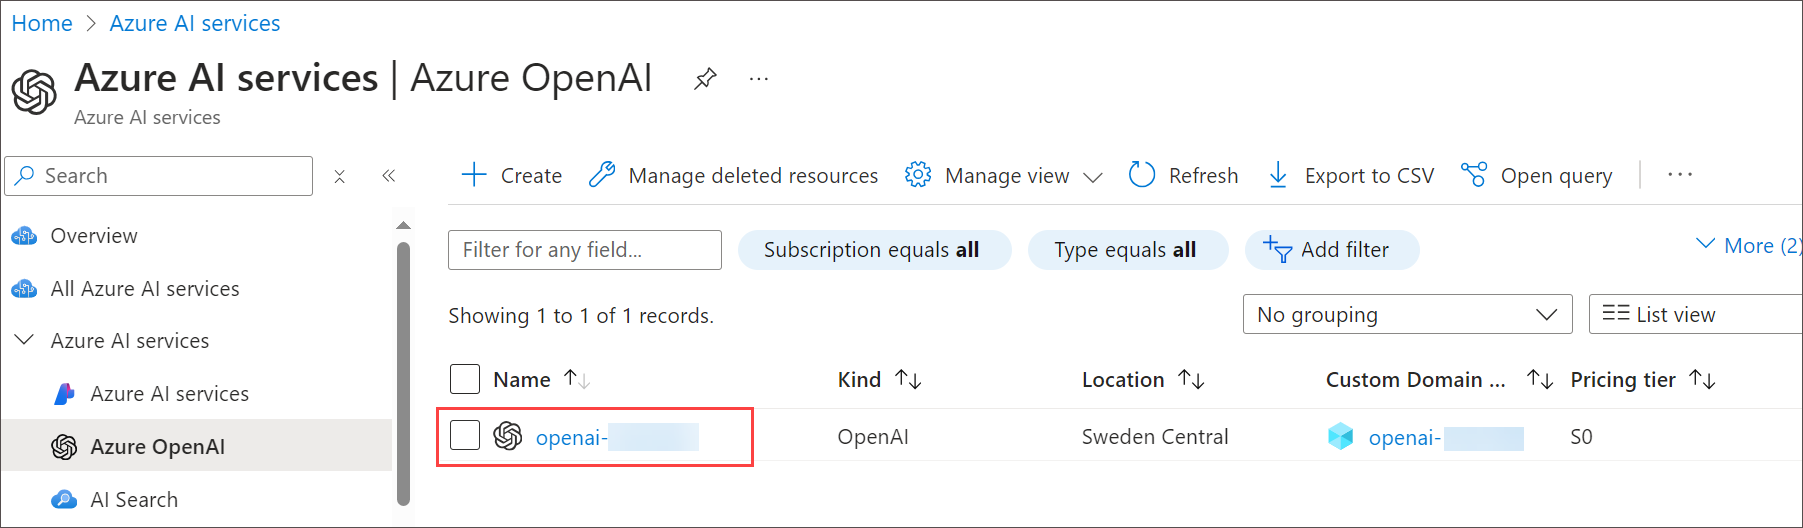 Home > Azure AI services
Azure AI services | Azure OpenAI ...
Azure AI services
Search
Create Manage deleted resources Manage view Refresh Export to CSV Open query ...
Overview
All Azure AI services
Azure AI services
Azure AI services
Azure OpenAI
AI Search
Filter for any field... Subscription equals all Type equals all Add filter More (2)
Showing 1 to 1 of 1 records. No grouping List view
Name Kind Location Custom Domain ... Pricing tier
openai- OpenAI Sweden Central openai- S0